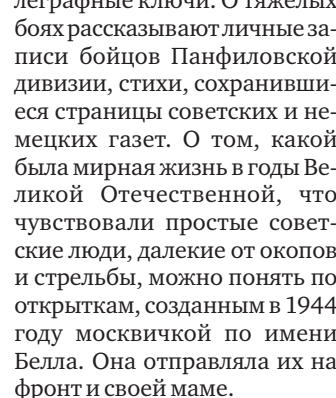 леграфные ключи. О тяжелых
боях рассказывают личные за-
писи бойцов Панфиловской
дивизии, стихи, сохранивши-
еся страницы советских и не-
мецких газет. О том, какой
была мирная жизнь в годы Ве-
ликой Отечественной, что
чувствовали простые совет-
ские люди, далекие от окопов
и стрельбы, можно понять по
открыткам, созданным в 1944
году москвичкой по имени
Белла. Она отправляла их на
фронт и своей маме.